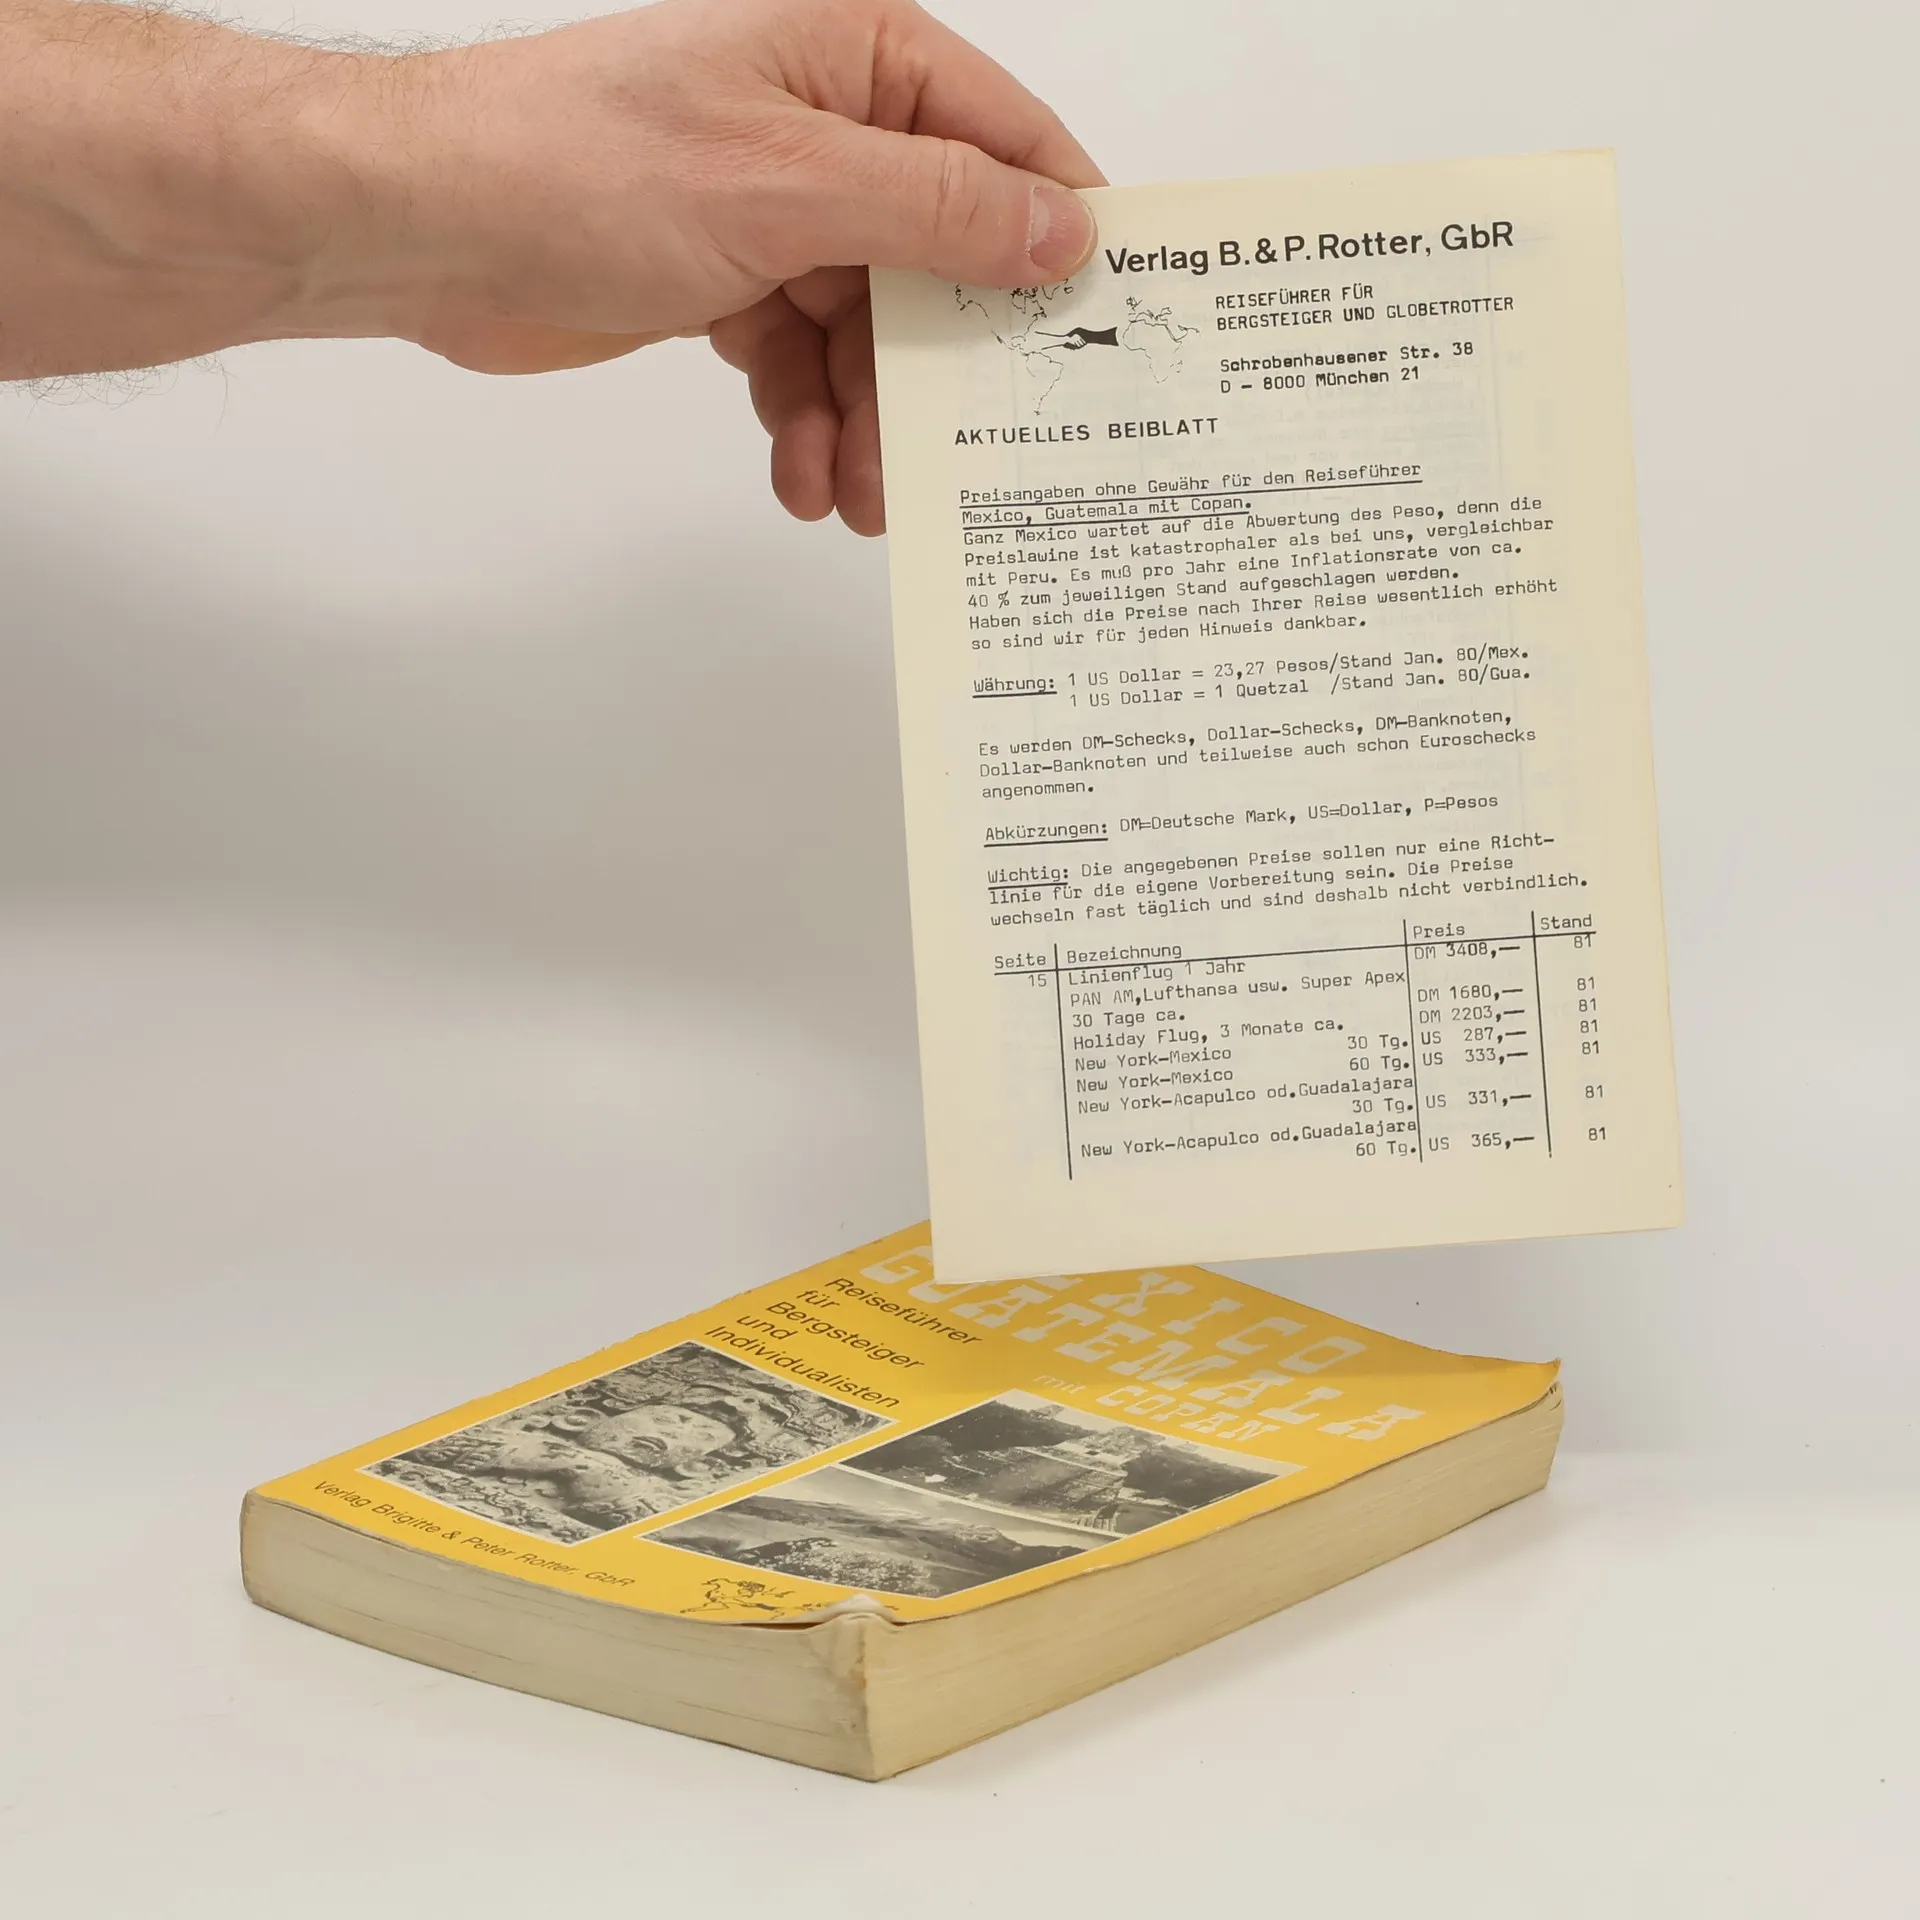 Verlag B. & P. Rotter, GbR
REISEFÜHRER FÜR
BERGSTEIGER UND GLOBETROTTER
Schrobenhausener Str. 38
D - 8000 München 21
AKTUELLES BEIBLATT
Preisangaben ohne Gewähr für den Reiseführer
Mexico, Guatemala mit Copan.
Ganz Mexico wartet auf die Abwertung des Peso, denn die
Preislawine ist katastrophaler als bei uns, vergleichbar
mit Peru. Es muß pro Jahr eine Inflationsrate von ca.
40 % zum jeweiligen Stand aufgeschlagen werden.
Haben sich die Preise nach Ihrer Reise wesentlich erhöht
so sind wir für jeden Hinweis dankbar.
Währung: 1 US Dollar = 23,27 Pesos/Stand Jan. 80/Mex.
1 US Dollar = 1 Quetzal /Stand Jan. 80/Gua.
Es werden DM-Schecks, Dollar-Schecks, DM-Banknoten,
Dollar-Banknoten und teilweise auch schon Euroschecks
angenommen.
Abkürzungen: DM=Deutsche Mark, US=Dollar, P=Pesos
Wichtig: Die angegebenen Preise sollen nur eine Richt-
linie für die eigene Vorbereitung sein. Die Preise
wechseln fast täglich und sind deshalb nicht verbindlich.
Seite Bezeichnung Preis Stand
15 Linienflug 1 Jahr DM 3408,— 81
PAN AM,Lufthansa usw. Super Apex
30 Tage ca. DM 1680,— 81
Holiday Flug, 3 Monate ca. DM 2203,— 81
New York-Mexico 30 Tg. US 287,— 81
New York-Mexico 60 Tg. US 333,— 81
New York-Acapulco od.Guadalajara
30 Tg. US 331,— 81
New York-Acapulco od.Guadalajara
60 Tg. US 365,— 81
EXICO
GUATEMALA
mit COPAN
Reiseführer
für
Bergsteiger
und
Individualisten
Verlag Brigitte & Peter Rotter, GbR